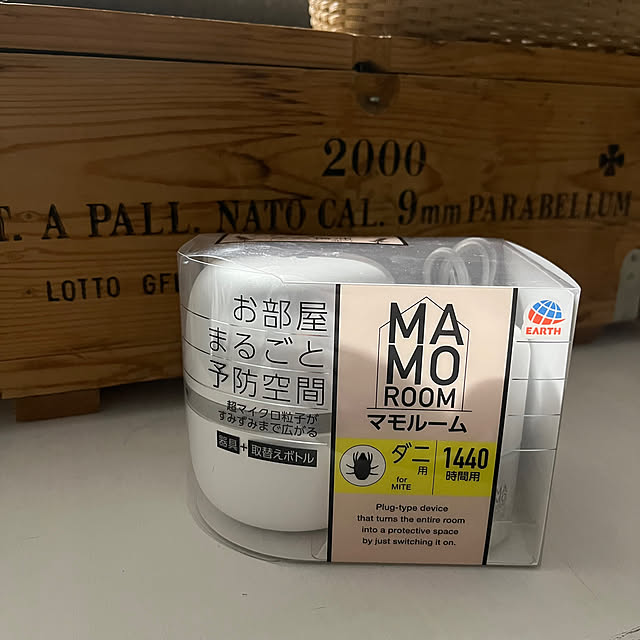 2000
T. A PALL. NATO CAL. 9mm PARABELLUM
LOTTO
お部屋
まるごと
予防空間
超マイクロ粒子が
すみずみまで広がる
器具+取替えボトル
MA
MO
ROOM
マモルーム
ダニ用
for
MITE
1440
時間用
Plug-type device
that turns the entire room
into a protective space
by just switching it on.
EARTH